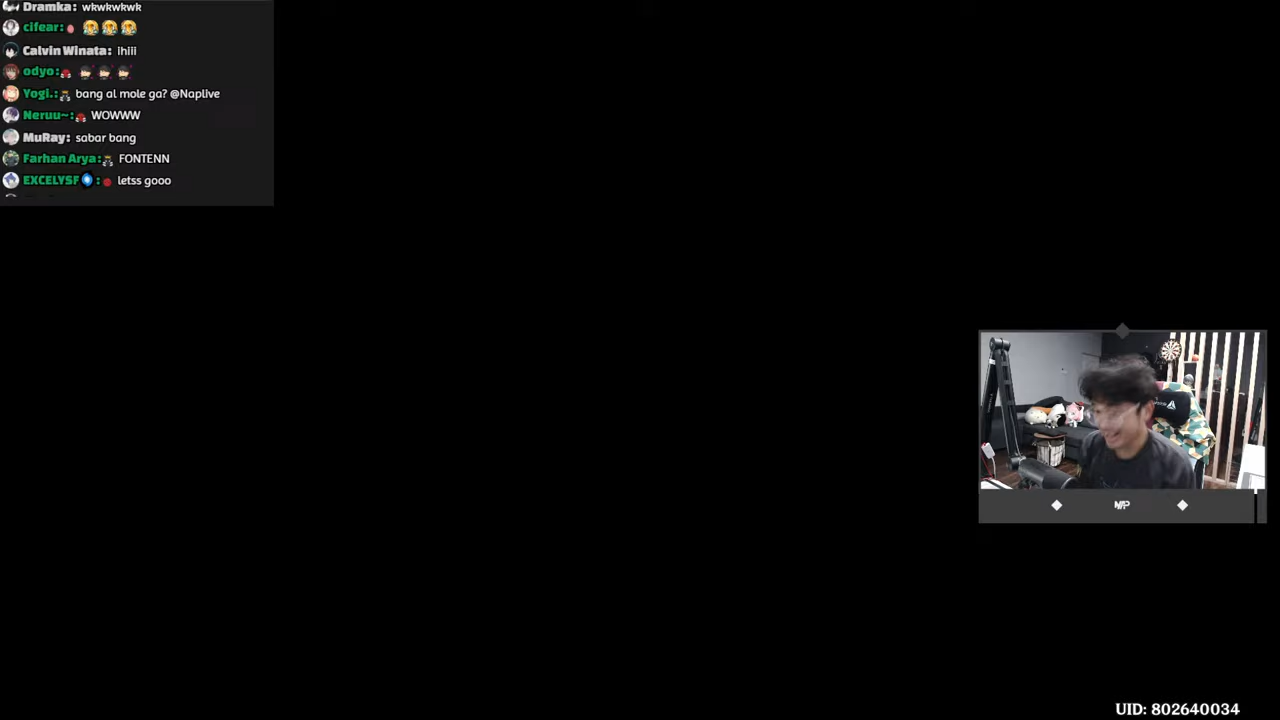 Dramka: wkwkwkwk
cifear:
Calvin Winata: ihiii
odyo:
Yogi.: bang al mole ga? @Naplive
Neruu~: WOWWW
MuRay: sabar bang
Farhan Arya: FONTENN
EXCELYSF: letss gooo
NAP
UID: 802640034